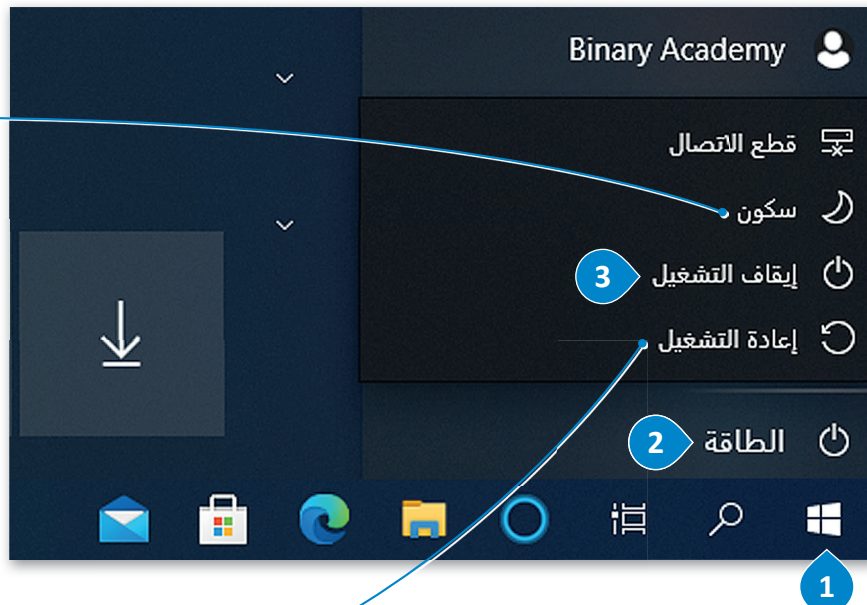 Binary Academy
قطع الاتصال
سكون
إيقاف التشغيل
3
إعادة التشغيل
الطاقة
2
1